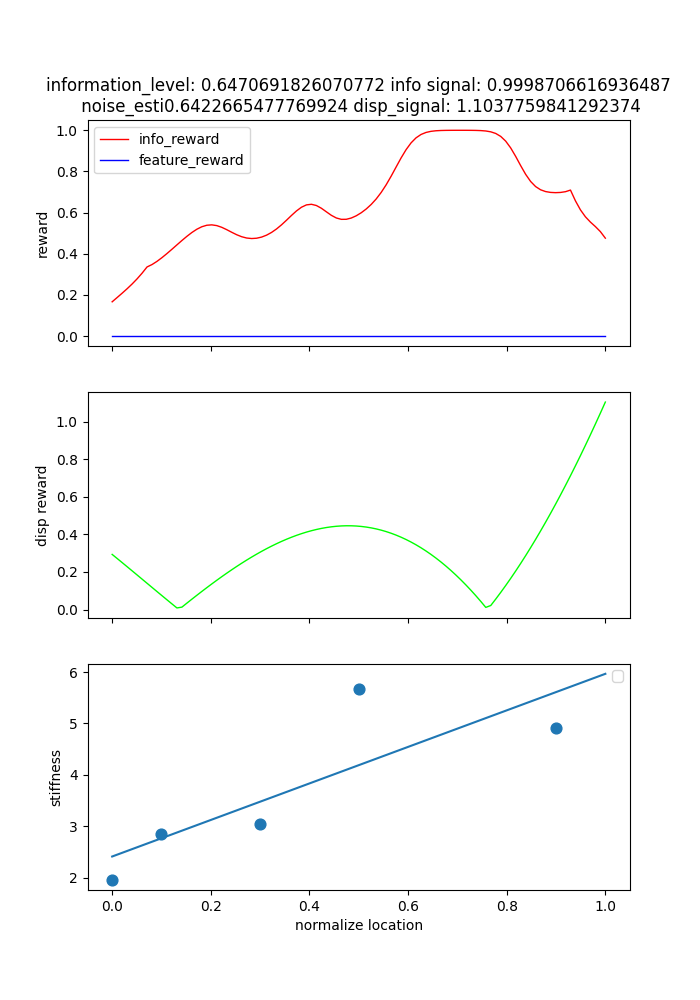 information_level: 0.6470691826070772 info signal: 0.9998706616936487
noise_esti0.6422665477769924 disp_signal: 1.1037759841292374
1.0
0.8
0.6
0.4
0.2
0.0
reward
info_reward
feature_reward
1.0
0.8
0.6
0.4
0.2
0.0
disp reward
6
5
4
3
2
stiffness
0.0 0.2 0.4 0.6 0.8 1.0
normalize location